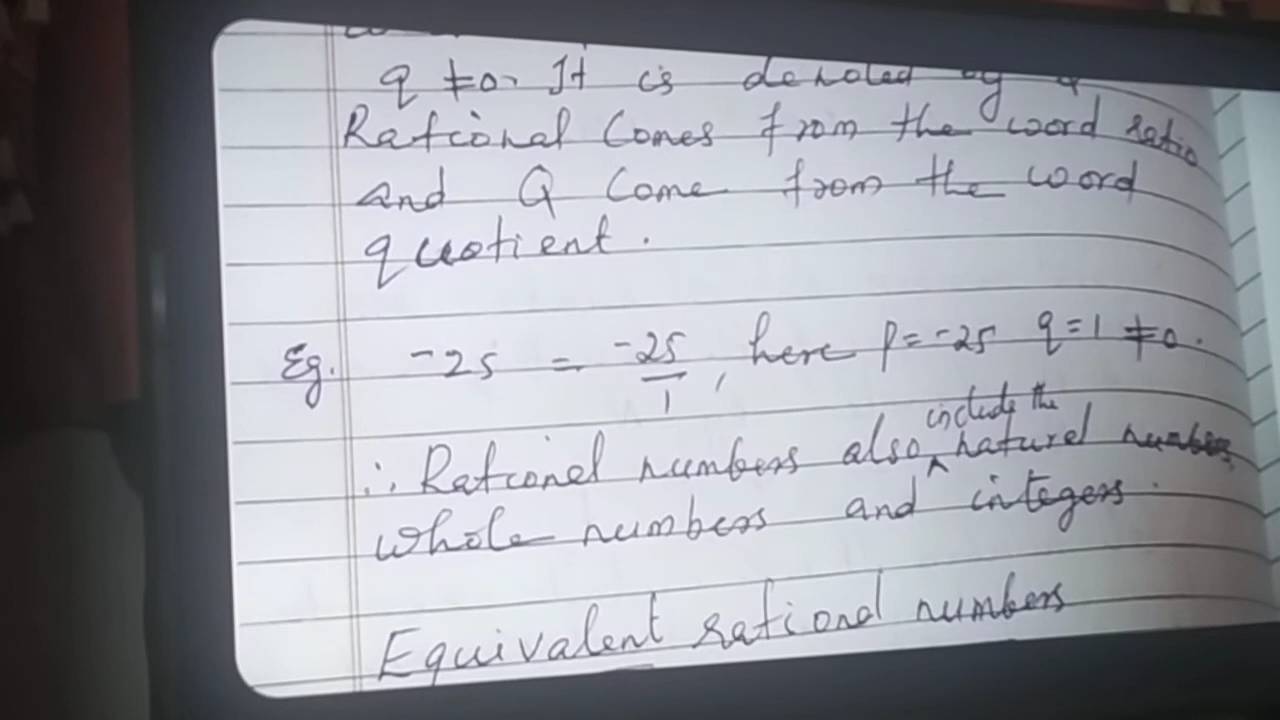 q ≠ 0. It is denoted by Q
Rational Comes from the word ratio
and Q Come from the word
quotient.
Eg. -25 = -25/1, here p = -25 q = 1 ≠ 0.
∴ Rational numbers also include the natural numbers
whole numbers and integers.
Equivalent rational numbers